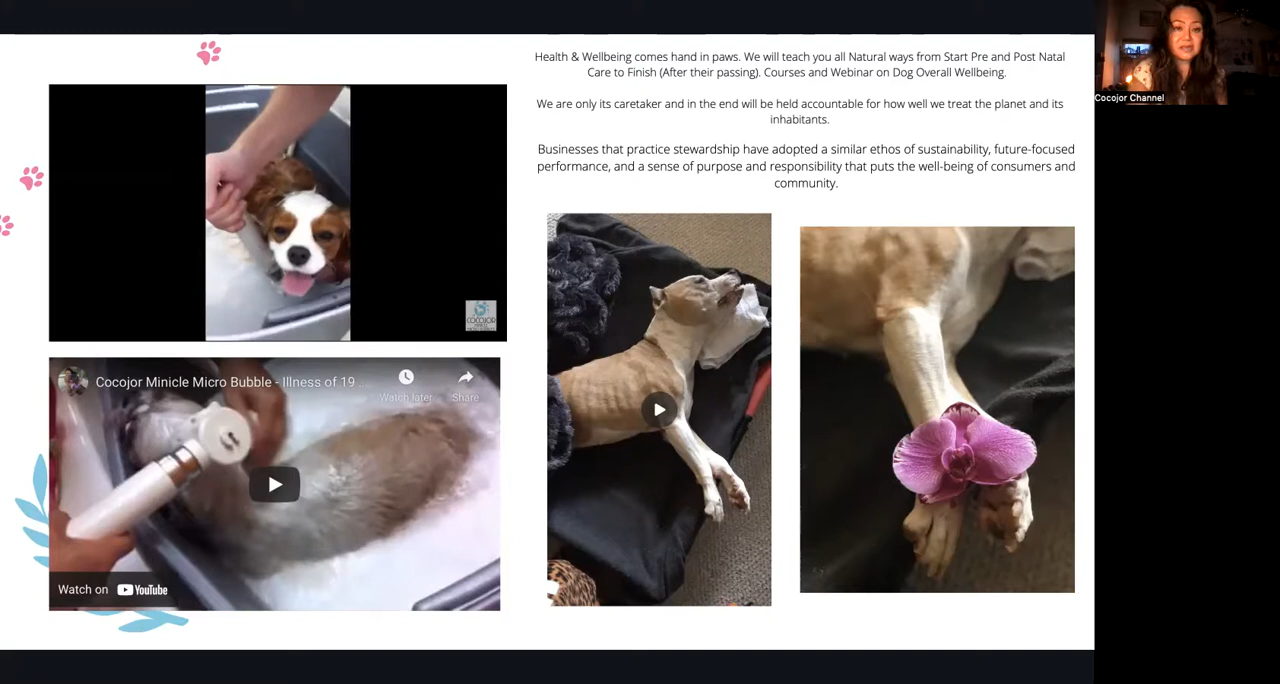 Health & Wellbeing comes hand in paws. We will teach you all Natural ways from Start Pre and Post Natal
Care to Finish (After their passing). Courses and Webinar on Dog Overall Wellbeing.
We are only its caretaker and in the end will be held accountable for how well we treat the planet and its
inhabitants.
Businesses that practice stewardship have adopted a similar ethos of sustainability, future-focused
performance, and a sense of purpose and responsibility that puts the well-being of consumers and
community.
Cocojor Channel
COCOJOR
Cocojor Minicle Micro Bubble - Illness of 19 ...
Watch later
Share
Watch on YouTube